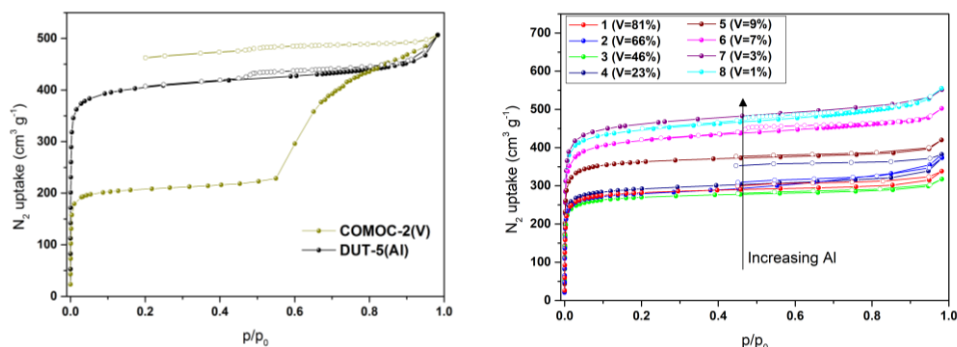 500
400
300
200
100
0
N₂ uptake (cm³ g⁻¹)
COMOC-2(V)
DUT-5(Al)
0.0 0.2 0.4 0.6 0.8 1.0
p/p₀
700
600
500
400
300
200
100
0
N₂ uptake (cm³ g⁻¹)
1 (V=81%) 5 (V=9%)
2 (V=66%) 6 (V=7%)
3 (V=46%) 7 (V=3%)
4 (V=23%) 8 (V=1%)
Increasing Al
0.0 0.2 0.4 0.6 0.8 1.0
p/p₀